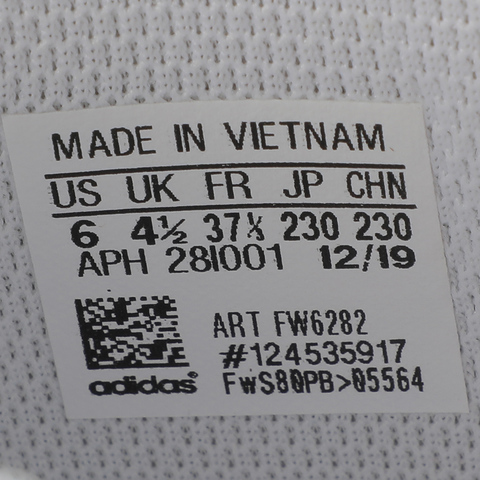 MADE IN VIETNAM
US UK FR JP CHN
6 4½ 37⅓ 230 230
APH 28I001 12/19
ART FW6282
#124535917
adidas® FwS80PB>05564